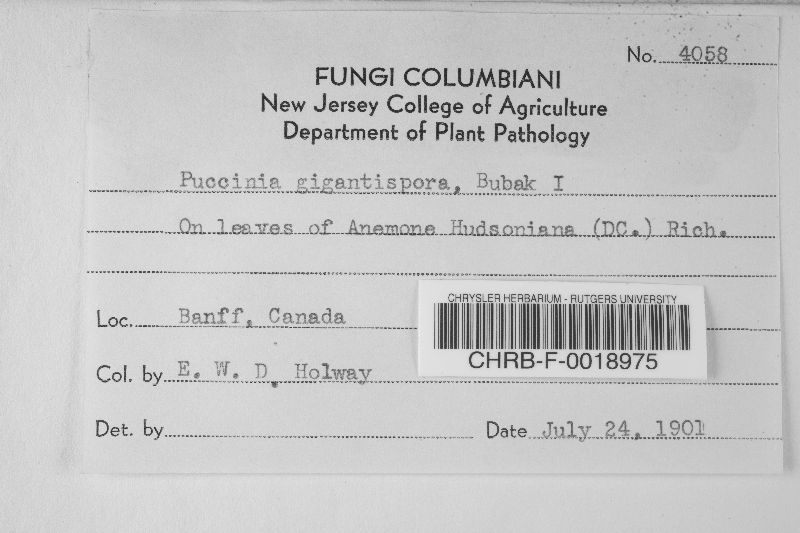 No. 4058
FUNGI COLUMBIANI
New Jersey College of Agriculture
Department of Plant Pathology
Puccinia gigantispora, Bubak I
On leaves of Anemone Hudsoniana (DC.) Rich.
Loc. Banff, Canada
CHRYSLER HERBARIUM - RUTGERS UNIVERSITY
CHRB-F-0018975
Col. by E. W. D. Holway
Det. by
Date July 24, 1901